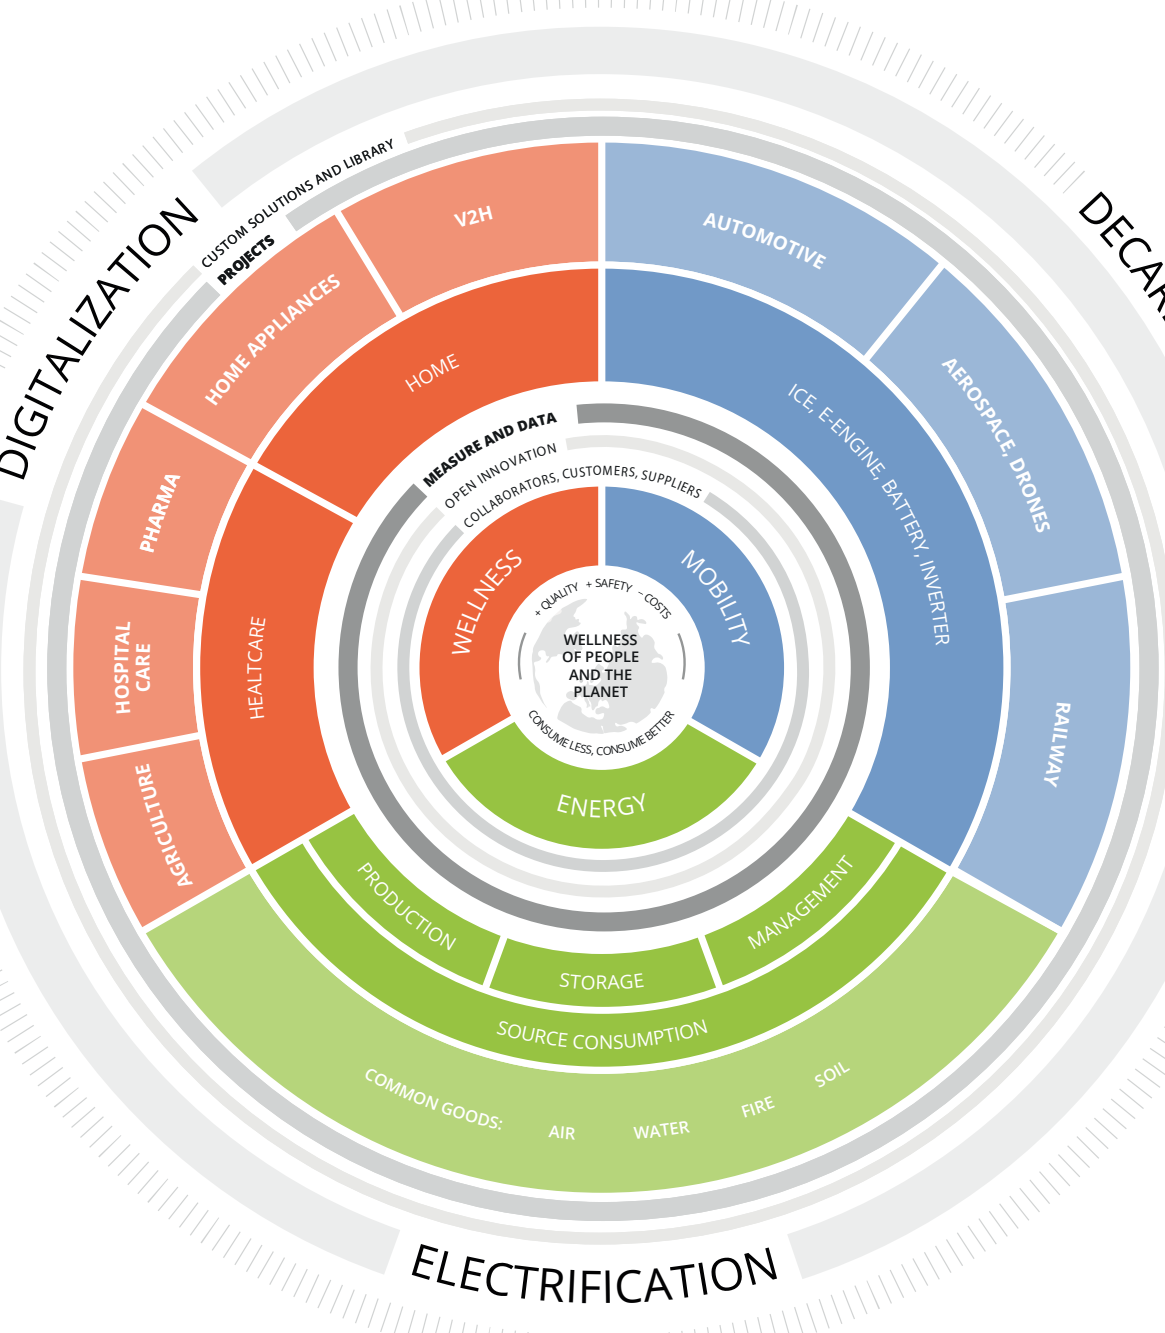 DIGITALIZATION
DECAR
ELECTRIFICATION
CUSTOM SOLUTIONS AND LIBRARY
PROJECTS
V2H
HOME APPLIANCES
PHARMA
HOSPITAL
CARE
AGRICULTURE
AUTOMOTIVE
AEROSPACE, DRONES
RAILWAY
HOME
HEALTCARE
ICE, E-ENGINE, BATTERY, INVERTER
MEASURE AND DATA
OPEN INNOVATION
COLLABORATORS, CUSTOMERS, SUPPLIERS
WELLNESS
MOBILITY
ENERGY
+ QUALITY + SAFETY – COSTS
WELLNESS
OF PEOPLE
AND THE
PLANET
CONSUME LESS, CONSUME BETTER
PRODUCTION
STORAGE
MANAGEMENT
SOURCE CONSUMPTION
COMMON GOODS: AIR WATER FIRE SOIL